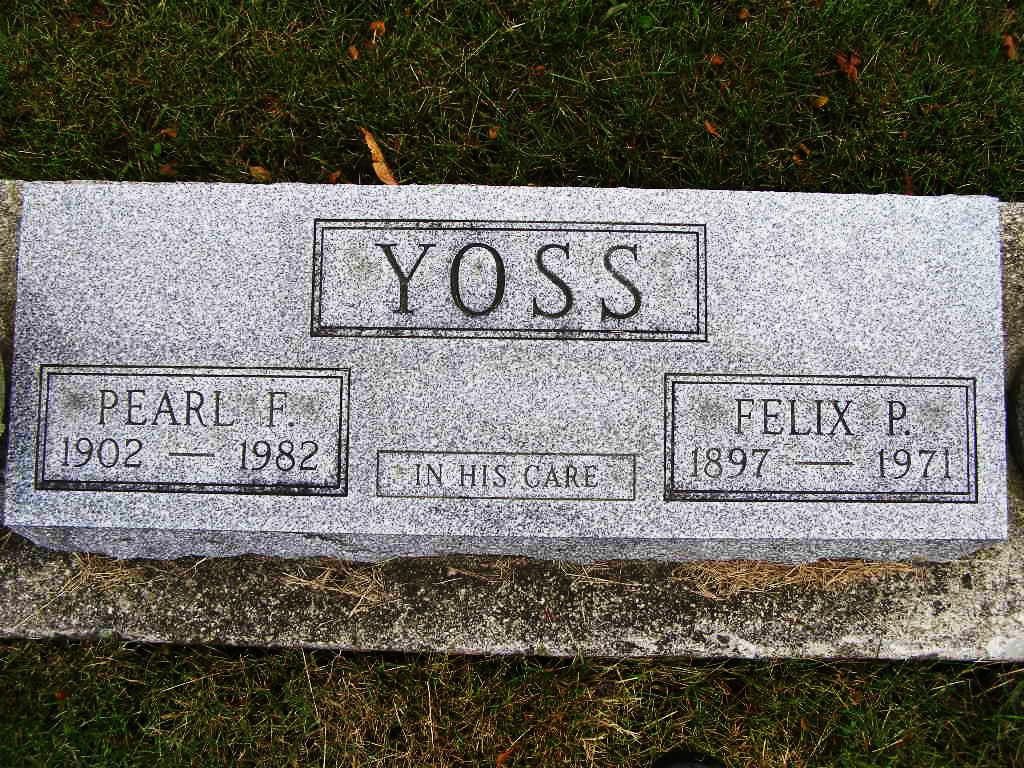 YOSS
PEARL F.
1902 — 1982
IN HIS CARE
FELIX P.
1897 — 1971